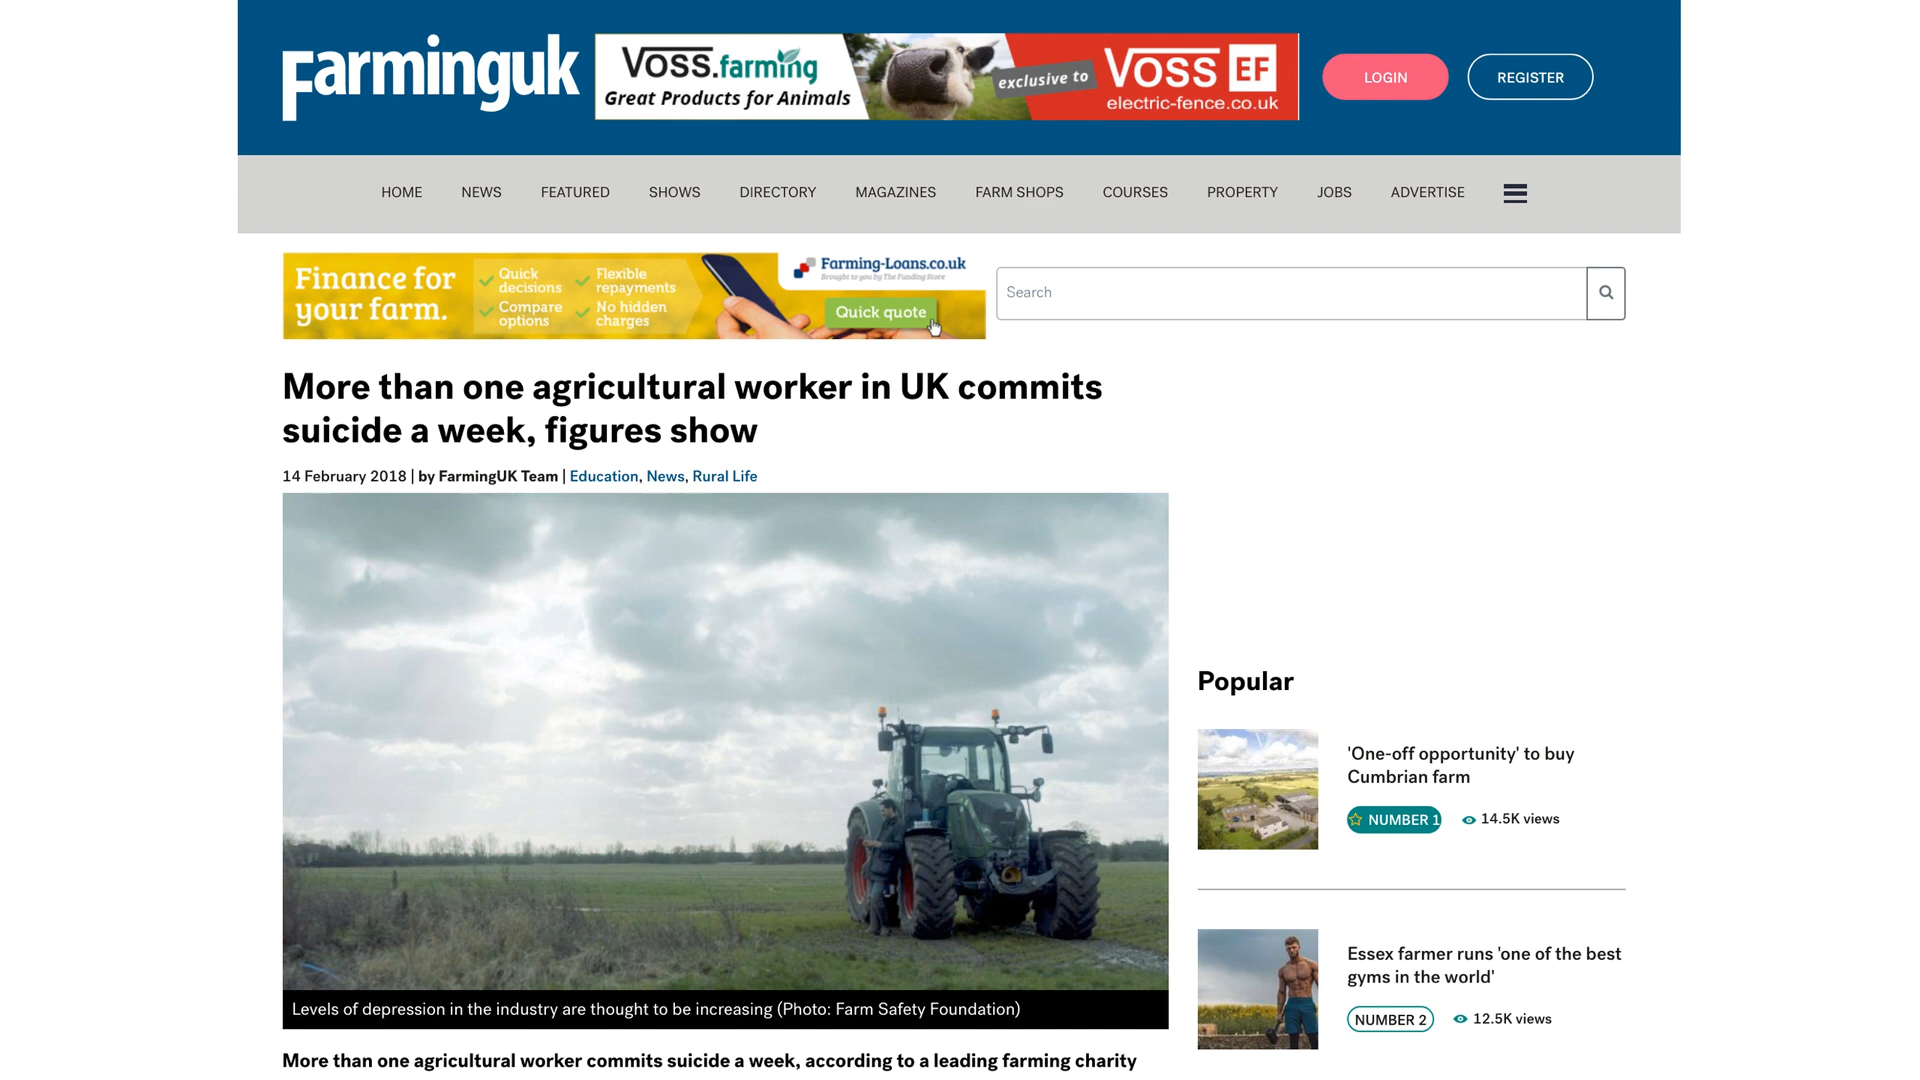 Farminguk
VOSS.farming
Great Products for Animals
exclusive to
VOSS EF
electric-fence.co.uk
LOGIN
REGISTER
HOME NEWS FEATURED SHOWS DIRECTORY MAGAZINES FARM SHOPS COURSES PROPERTY JOBS ADVERTISE
Finance for
your farm.
Quick
decisions
Compare
options
Flexible
repayments
No hidden
charges
Farming-Loans.co.uk
Brought to you by The Funding Store
Quick quote
Search
More than one agricultural worker in UK commits
suicide a week, figures show
14 February 2018 | by FarmingUK Team | Education, News, Rural Life
Levels of depression in the industry are thought to be increasing (Photo: Farm Safety Foundation)
More than one agricultural worker commits suicide a week, according to a leading farming charity
Popular
'One-off opportunity' to buy
Cumbrian farm
NUMBER 1 14.5K views
Essex farmer runs 'one of the best
gyms in the world'
NUMBER 2 12.5K views